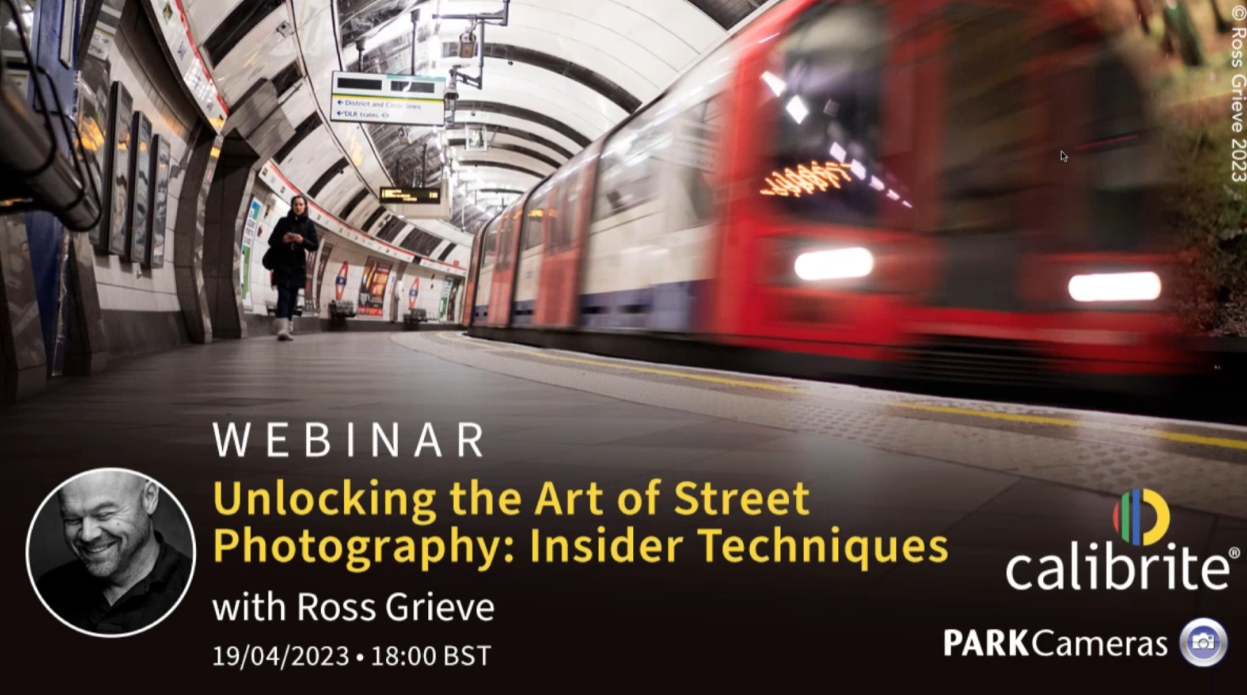 ← District and Circle lines
← DLR trains
© Ross Grieve 2023
WEBINAR
Unlocking the Art of Street
Photography: Insider Techniques
with Ross Grieve
19/04/2023 • 18:00 BST
calibrite®
PARKCameras